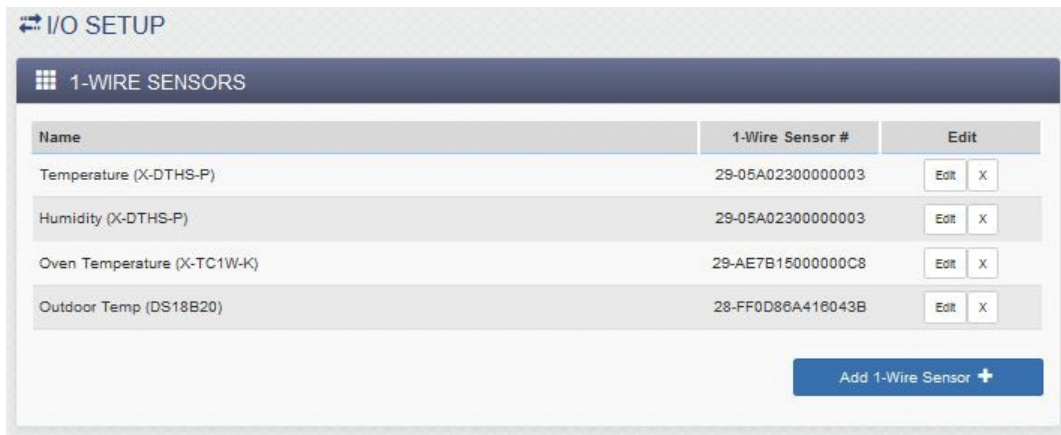 I/O SETUP
1-WIRE SENSORS
Name 1-Wire Sensor # Edit
Temperature (X-DTHS-P) 29-05A02300000003 Edit X
Humidity (X-DTHS-P) 29-05A02300000003 Edit X
Oven Temperature (X-TC1W-K) 29-AE7B15000000C8 Edit X
Outdoor Temp (DS18B20) 28-FF0D86A416043B Edit X
Add 1-Wire Sensor +